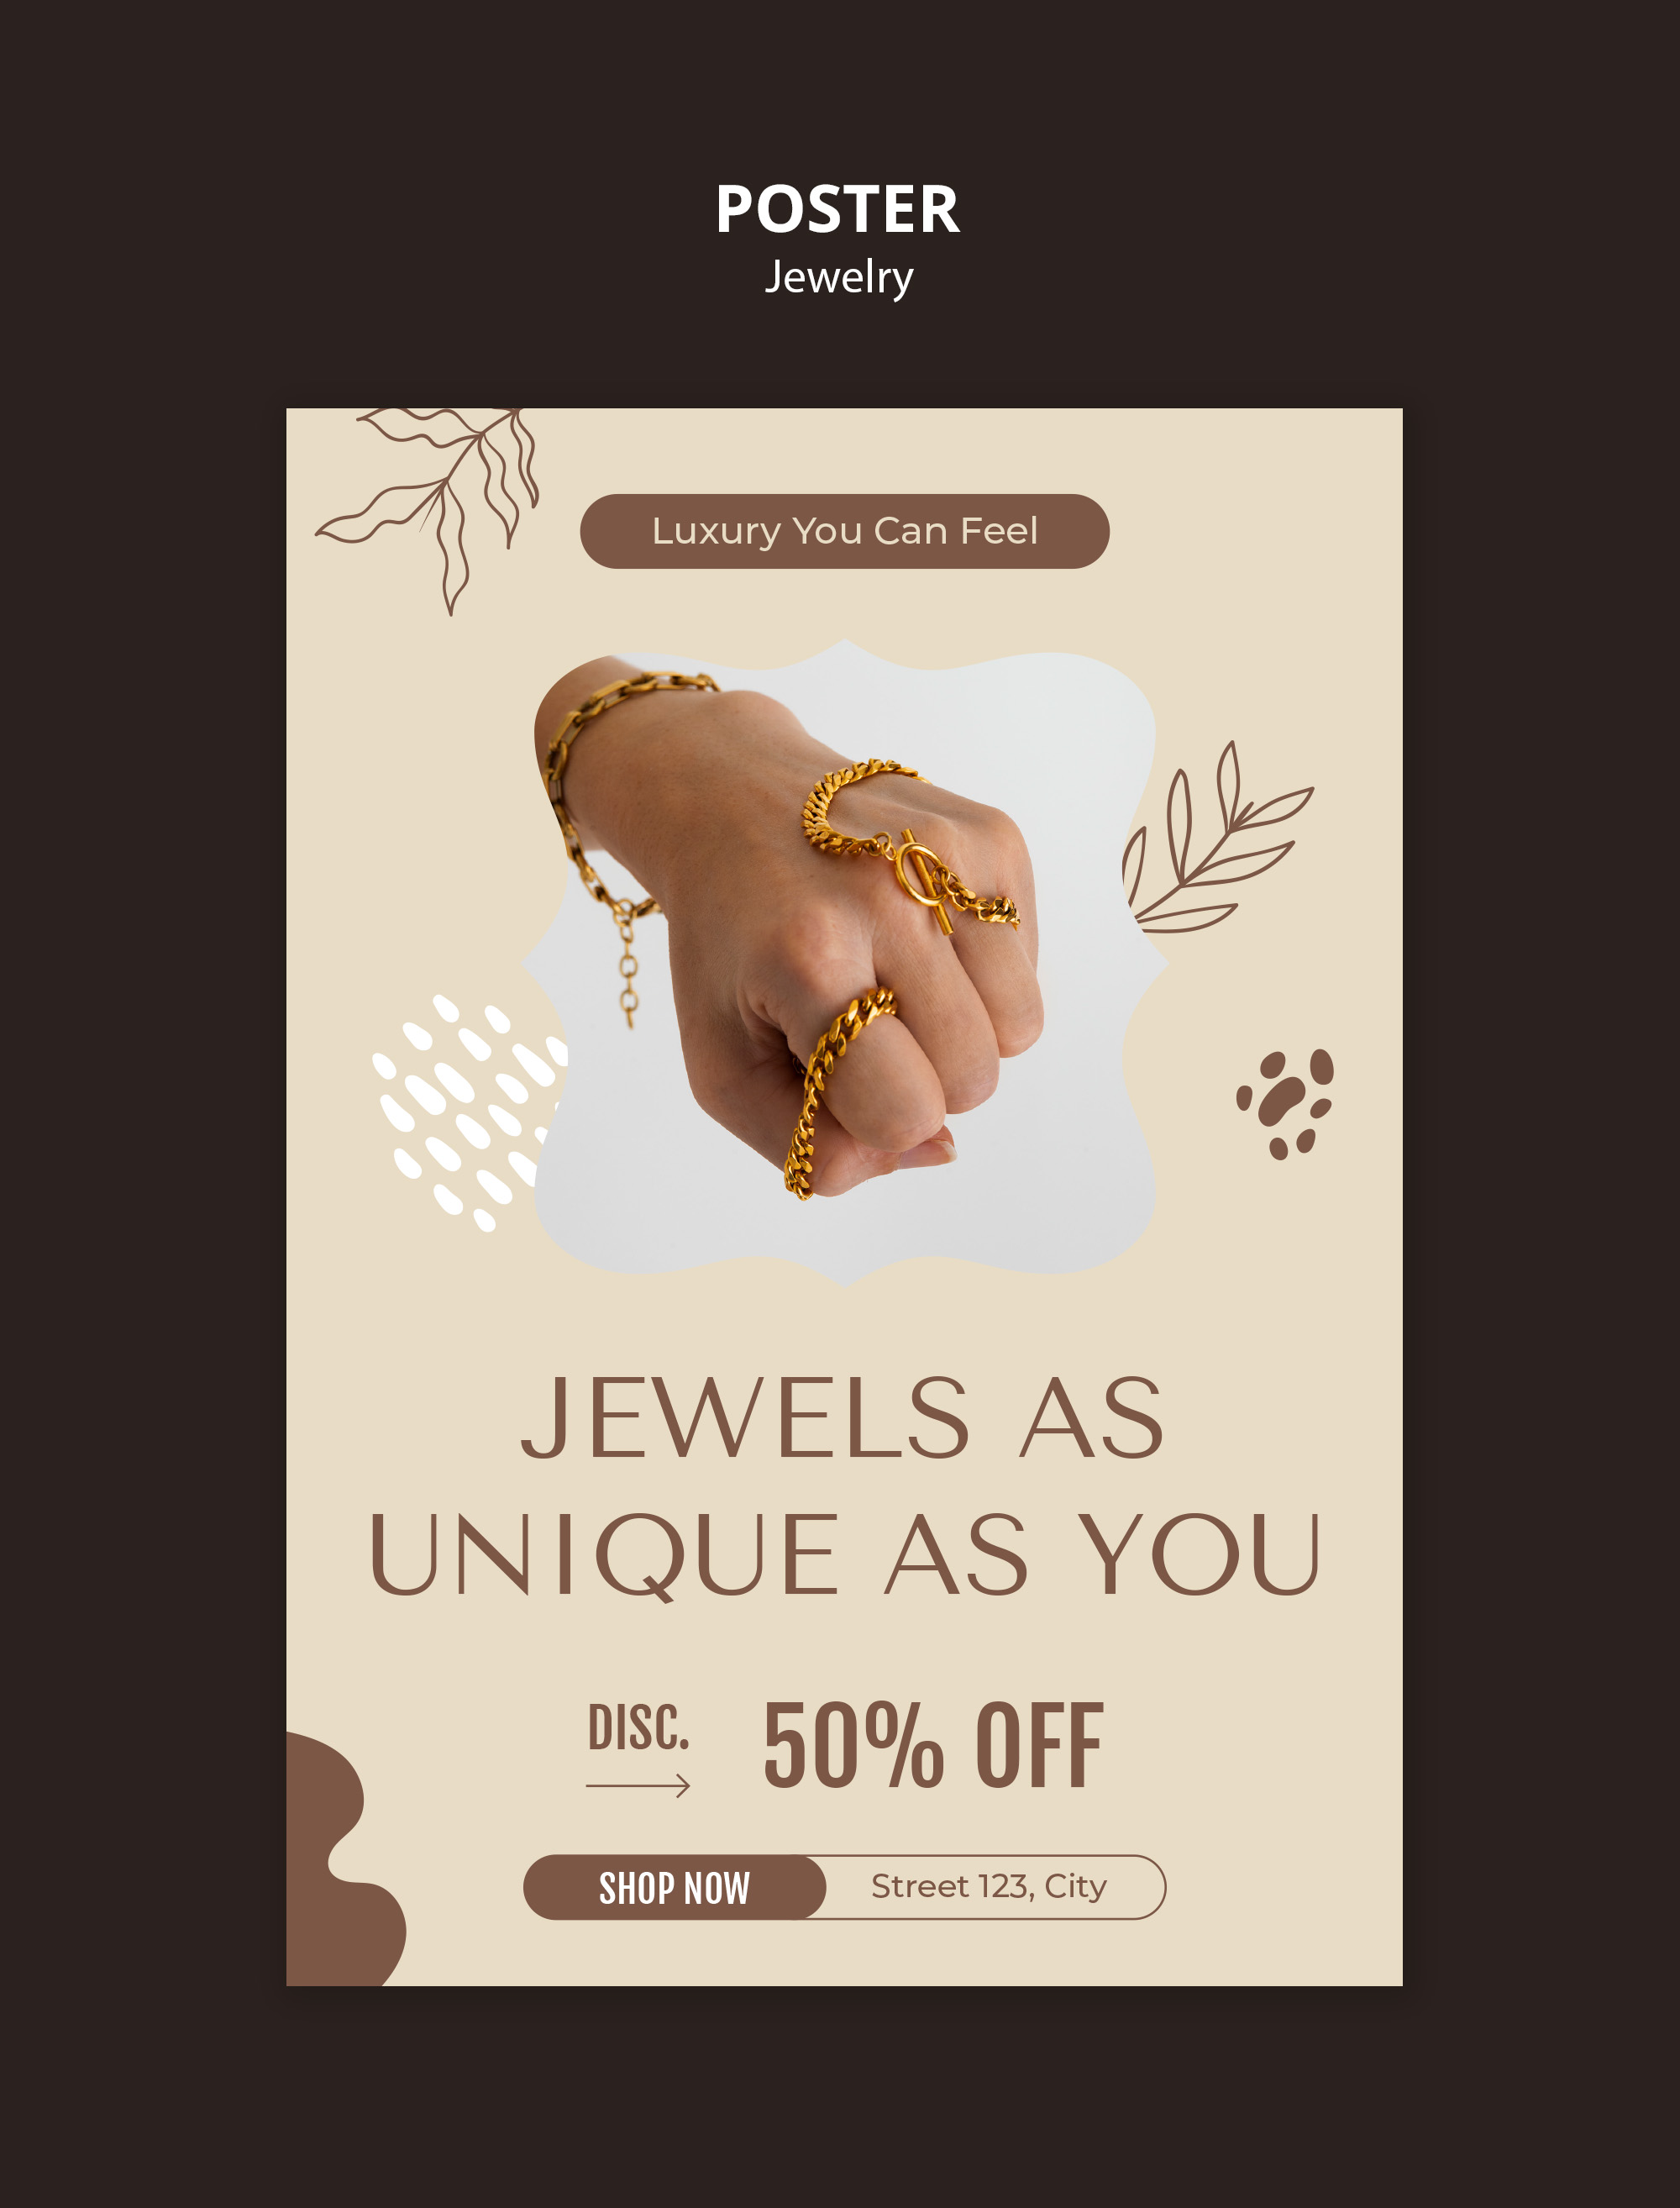 POSTER
Jewelry
Luxury You Can Feel
JEWELS AS
UNIQUE AS YOU
DISC.
50% OFF
SHOP NOW
Street 123, City